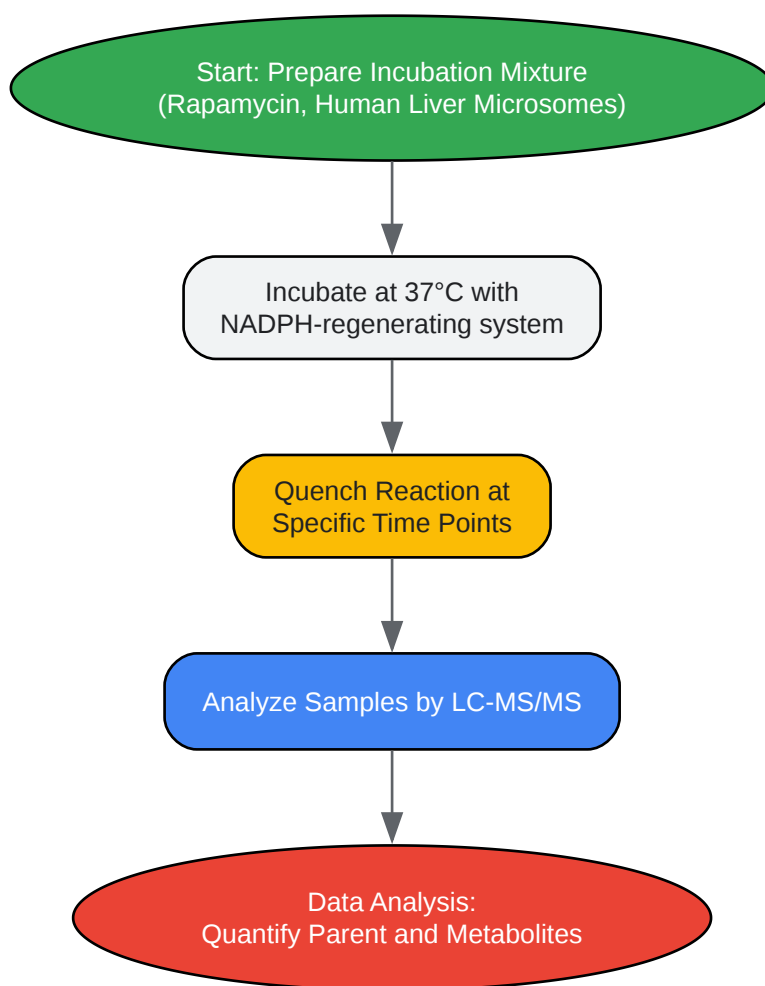 Start: Prepare Incubation Mixture
(Rapamycin, Human Liver Microsomes)
Incubate at 37°C with
NADPH-regenerating system
Quench Reaction at
Specific Time Points
Analyze Samples by LC-MS/MS
Data Analysis:
Quantify Parent and Metabolites